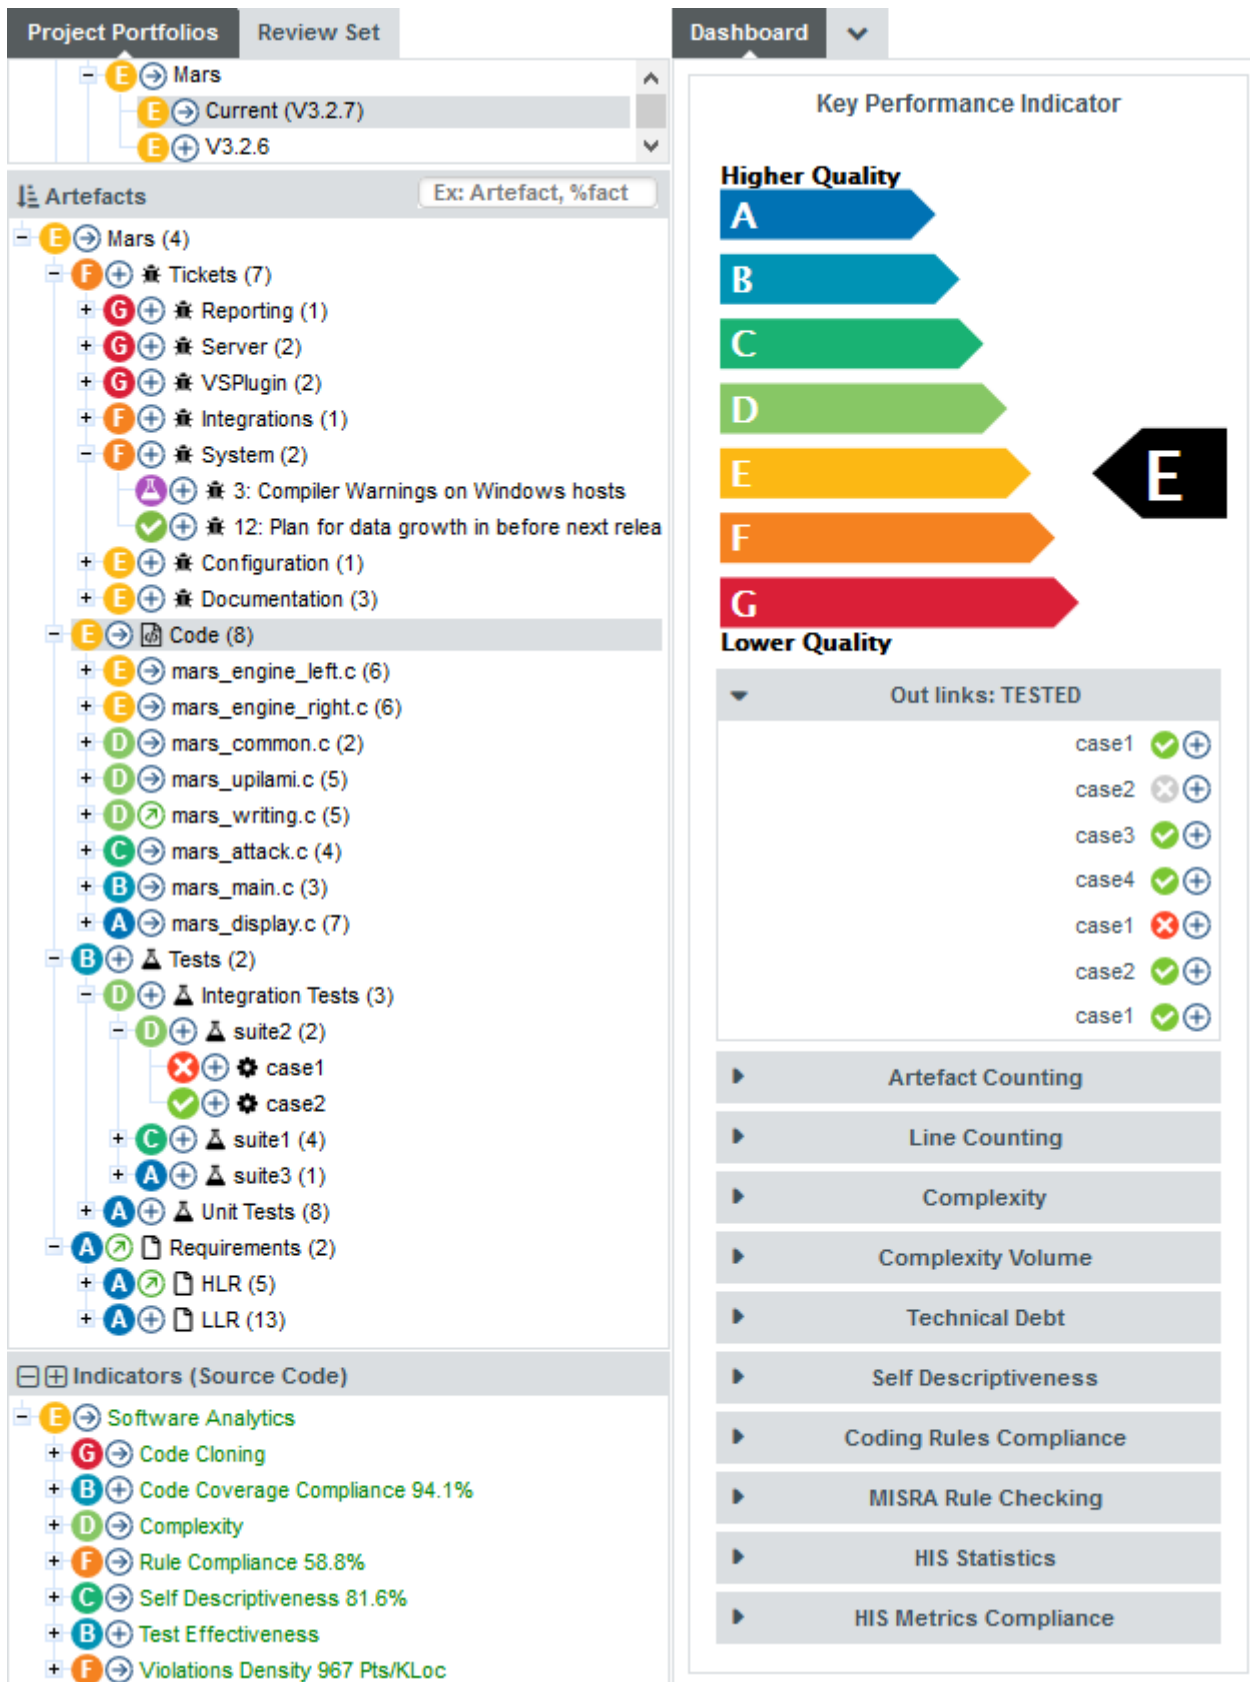 Project Portfolios
Review Set
E Mars
E Current (V3.2.7)
E V3.2.6
Artefacts
Ex: Artefact, %fact
E Mars (4)
F Tickets (7)
G Reporting (1)
G Server (2)
G VSPlugin (2)
F Integrations (1)
F System (2)
3: Compiler Warnings on Windows hosts
12: Plan for data growth in before next relea
E Configuration (1)
E Documentation (3)
E Code (8)
E mars_engine_left.c (6)
E mars_engine_right.c (6)
D mars_common.c (2)
D mars_upilami.c (5)
D mars_writing.c (5)
C mars_attack.c (4)
B mars_main.c (3)
A mars_display.c (7)
B Tests (2)
D Integration Tests (3)
D suite2 (2)
case1
case2
C suite1 (4)
A suite3 (1)
A Unit Tests (8)
A Requirements (2)
A HLR (5)
A LLR (13)
Indicators (Source Code)
E Software Analytics
G Code Cloning
B Code Coverage Compliance 94.1%
D Complexity
F Rule Compliance 58.8%
C Self Descriptiveness 81.6%
B Test Effectiveness
F Violations Density 967 Pts/KLoc
Dashboard
Key Performance Indicator
Higher Quality
A
B
C
D
E
E
F
G
Lower Quality
Out links: TESTED
case1
case2
case3
case4
case1
case2
case1
Artefact Counting
Line Counting
Complexity
Complexity Volume
Technical Debt
Self Descriptiveness
Coding Rules Compliance
MISRA Rule Checking
HIS Statistics
HIS Metrics Compliance